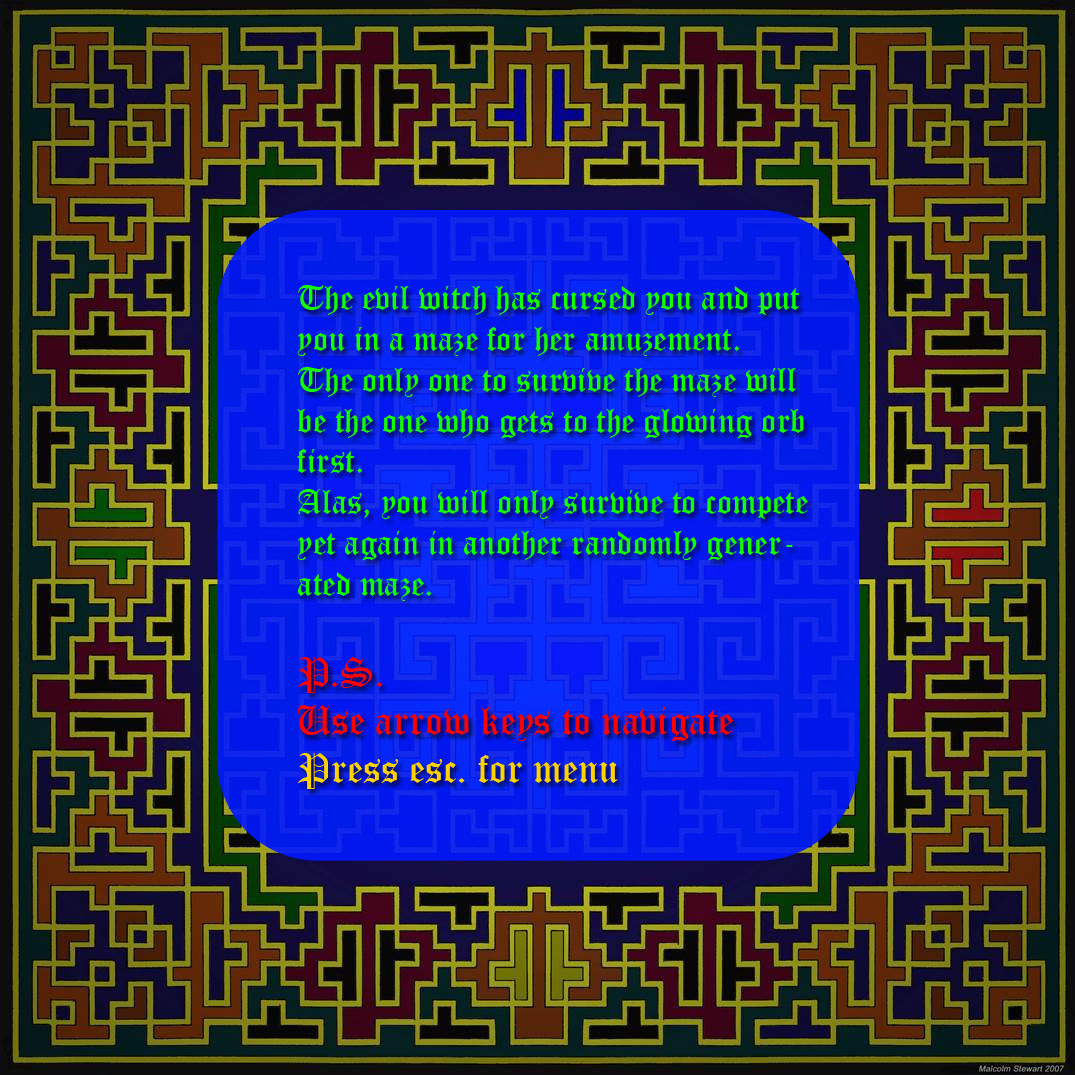 The evil witch has cursed you and put
you in a maze for her amuzement.
The only one to survive the maze will
be the one who gets to the glowing orb
first.
Alas, you will only survive to compete
yet again in another randomly gener-
ated maze.
P.S.
Use arrow keys to navigate
Press esc. for menu
Malcolm Stewart 2007